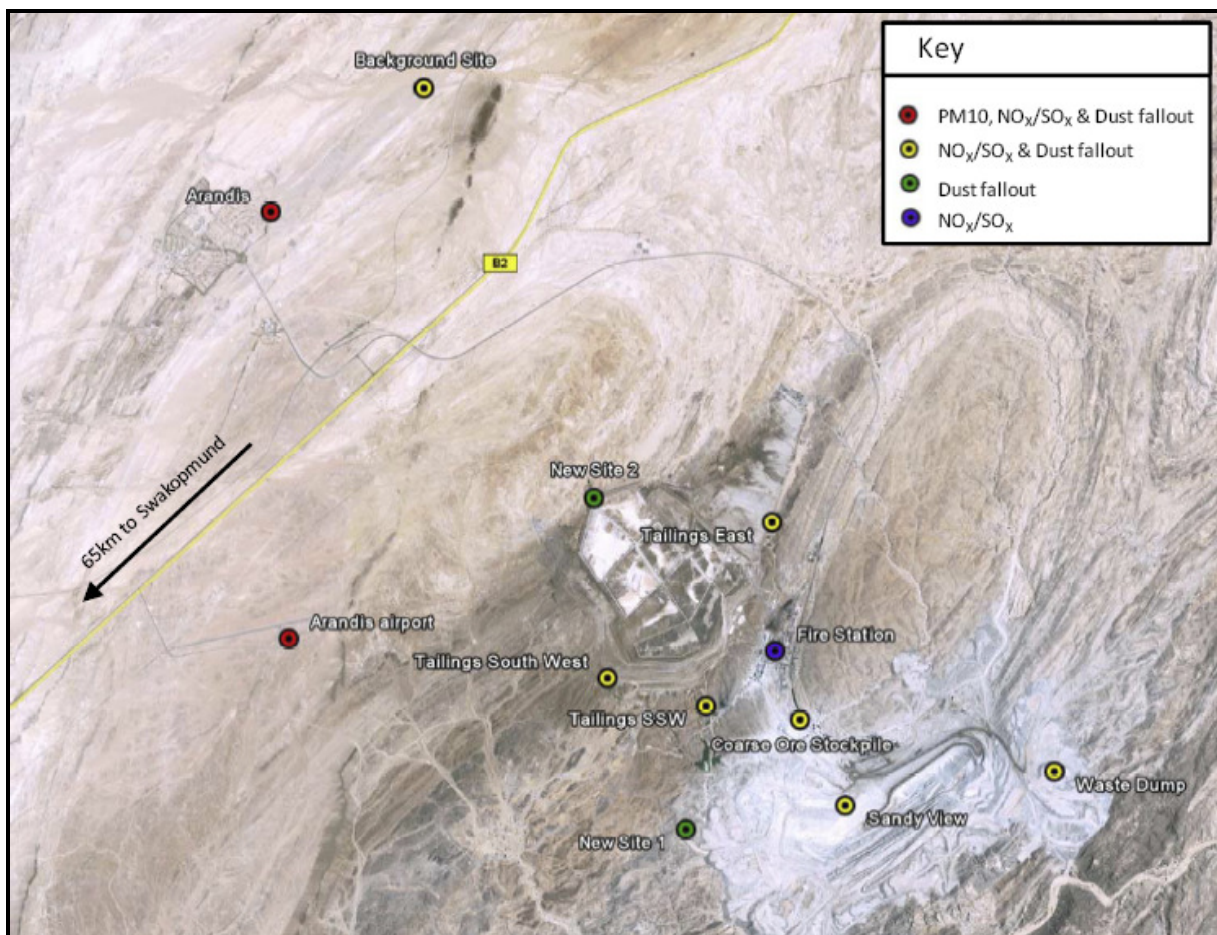 Key
PM10, NOx/SOx & Dust fallout
NOx/SOx & Dust fallout
Dust fallout
NOx/SOx
Background Site
Arandis
B2
65km to Swakopmund
New Site 2
Tailings East
Arandis airport
Fire Station
Tailings South West
Tailings SSW
Coarse Ore Stockpile
Waste Dump
Sandy View
New Site 1